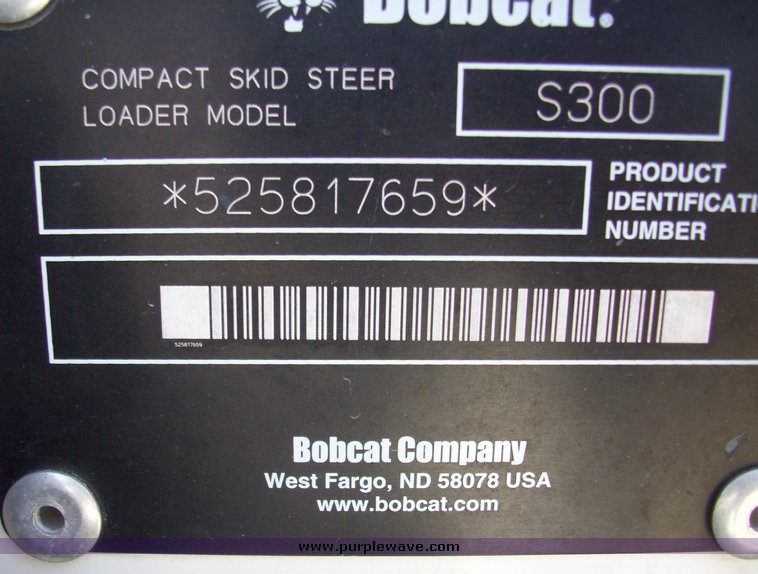 Bobcat.
COMPACT SKID STEER
LOADER MODEL
S300
*525817659*
PRODUCT
IDENTIFICATI
NUMBER
525817659
Bobcat Company
West Fargo, ND 58078 USA
www.bobcat.com
www.purplewave.com